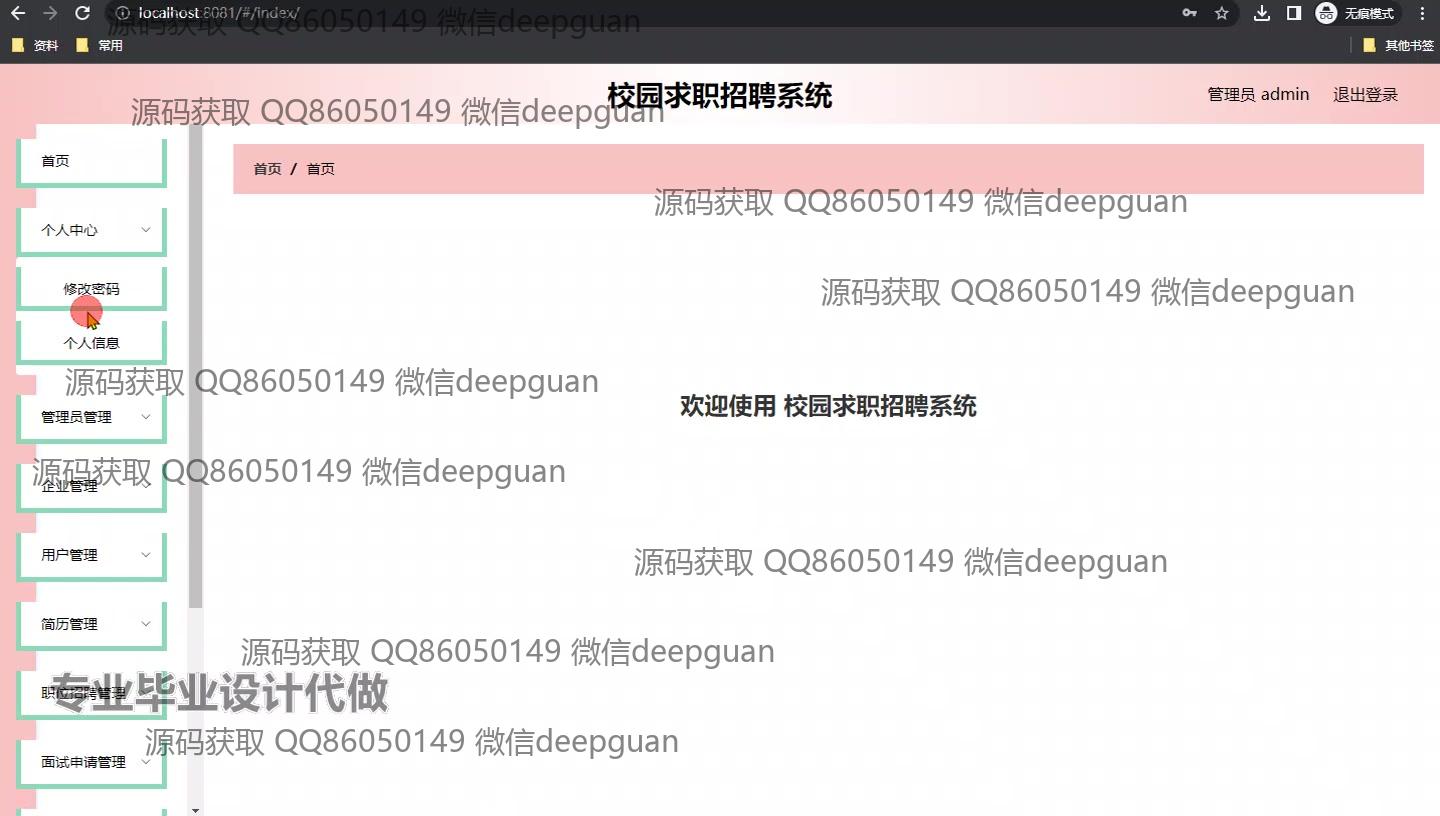 localhost:8081/#/index/
无痕模式
资料
常用
其他书签
源码获取 QQ86050149 微信deepguan
校园求职招聘系统
管理员 admin
退出登录
源码获取 QQ86050149 微信deepguan
首页
首页 / 首页
源码获取 QQ86050149 微信deepguan
个人中心
修改密码
源码获取 QQ86050149 微信deepguan
个人信息
源码获取 QQ86050149 微信deepguan
欢迎使用 校园求职招聘系统
管理员管理
源码获取 QQ86050149 微信deepguan
企业管理
用户管理
源码获取 QQ86050149 微信deepguan
简历管理
源码获取 QQ86050149 微信deepguan
职位招聘管理
专业毕业设计代做
源码获取 QQ86050149 微信deepguan
面试申请管理